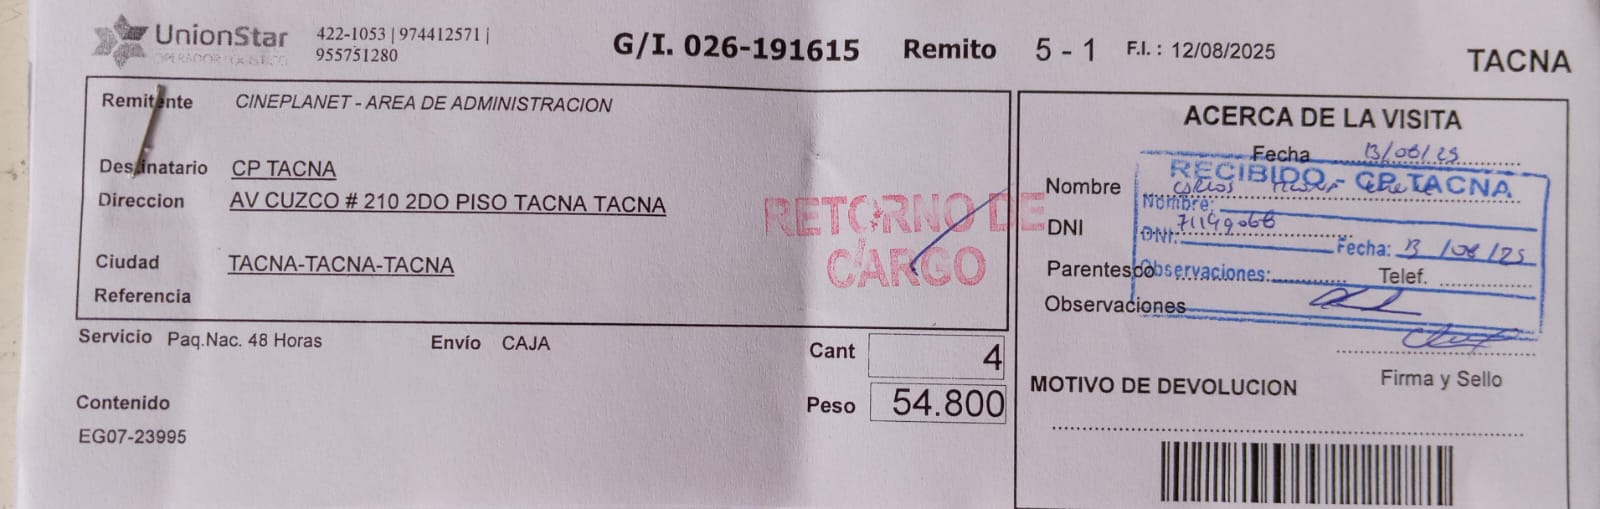 UnionStar
OPERADOR LOGISTICO
422-1053 | 974412571 |
955751280
G/I. 026-191615 Remito 5 - 1 F.I. : 12/08/2025
TACNA
Remitente CINEPLANET - AREA DE ADMINISTRACION
Destinatario CP TACNA
Direccion AV CUZCO # 210 2DO PISO TACNA TACNA
Ciudad TACNA-TACNA-TACNA
Referencia
RETORNO DE
CARGO
Servicio Paq.Nac. 48 Horas Envío CAJA
Cant 4
Peso 54.800
Contenido
EG07-23995
ACERCA DE LA VISITA
Fecha 13/08/25
RECIBIDO - CP TACNA
Nombre Carlos
Nombre:
DNI 71149066
DNI: Fecha: 13/08/25
Parentesco Telef.
Observaciones:
Observaciones
Firma y Sello
MOTIVO DE DEVOLUCION